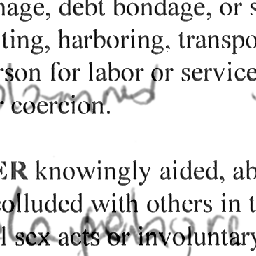 nage, debt bondage, or s
ting, harboring, transpo
rson for labor or service
r coercion.
ER knowingly aided, ab
colluded with others in t
l sex acts or involuntary